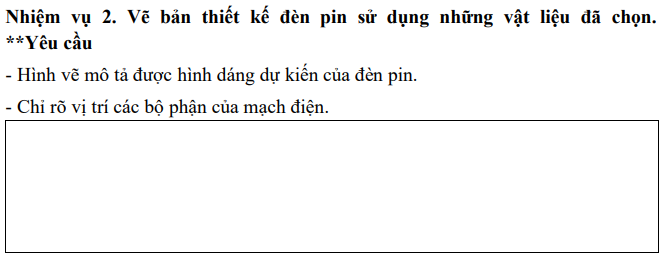 Nhiệm vụ 2. Vẽ bản thiết kế đèn pin sử dụng những vật liệu đã chọn.
**Yêu cầu
- Hình vẽ mô tả được hình dáng dự kiến của đèn pin.
- Chỉ rõ vị trí các bộ phận của mạch điện.